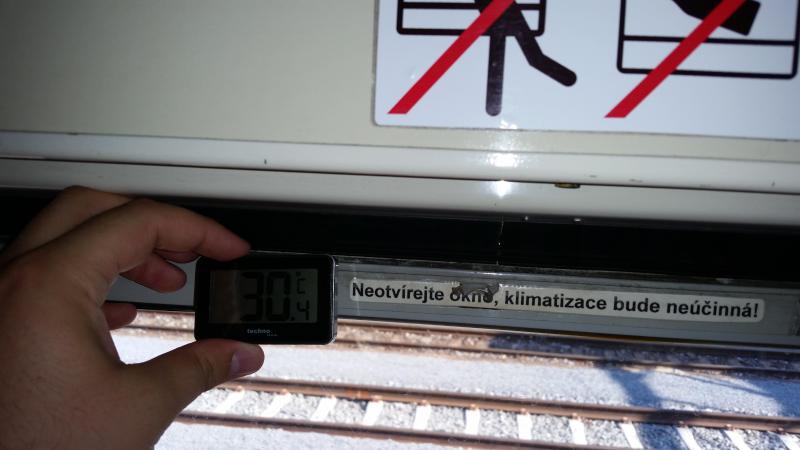 30.4 °C
techno
Neotvírejte okno, klimatizace bude neúčinná!